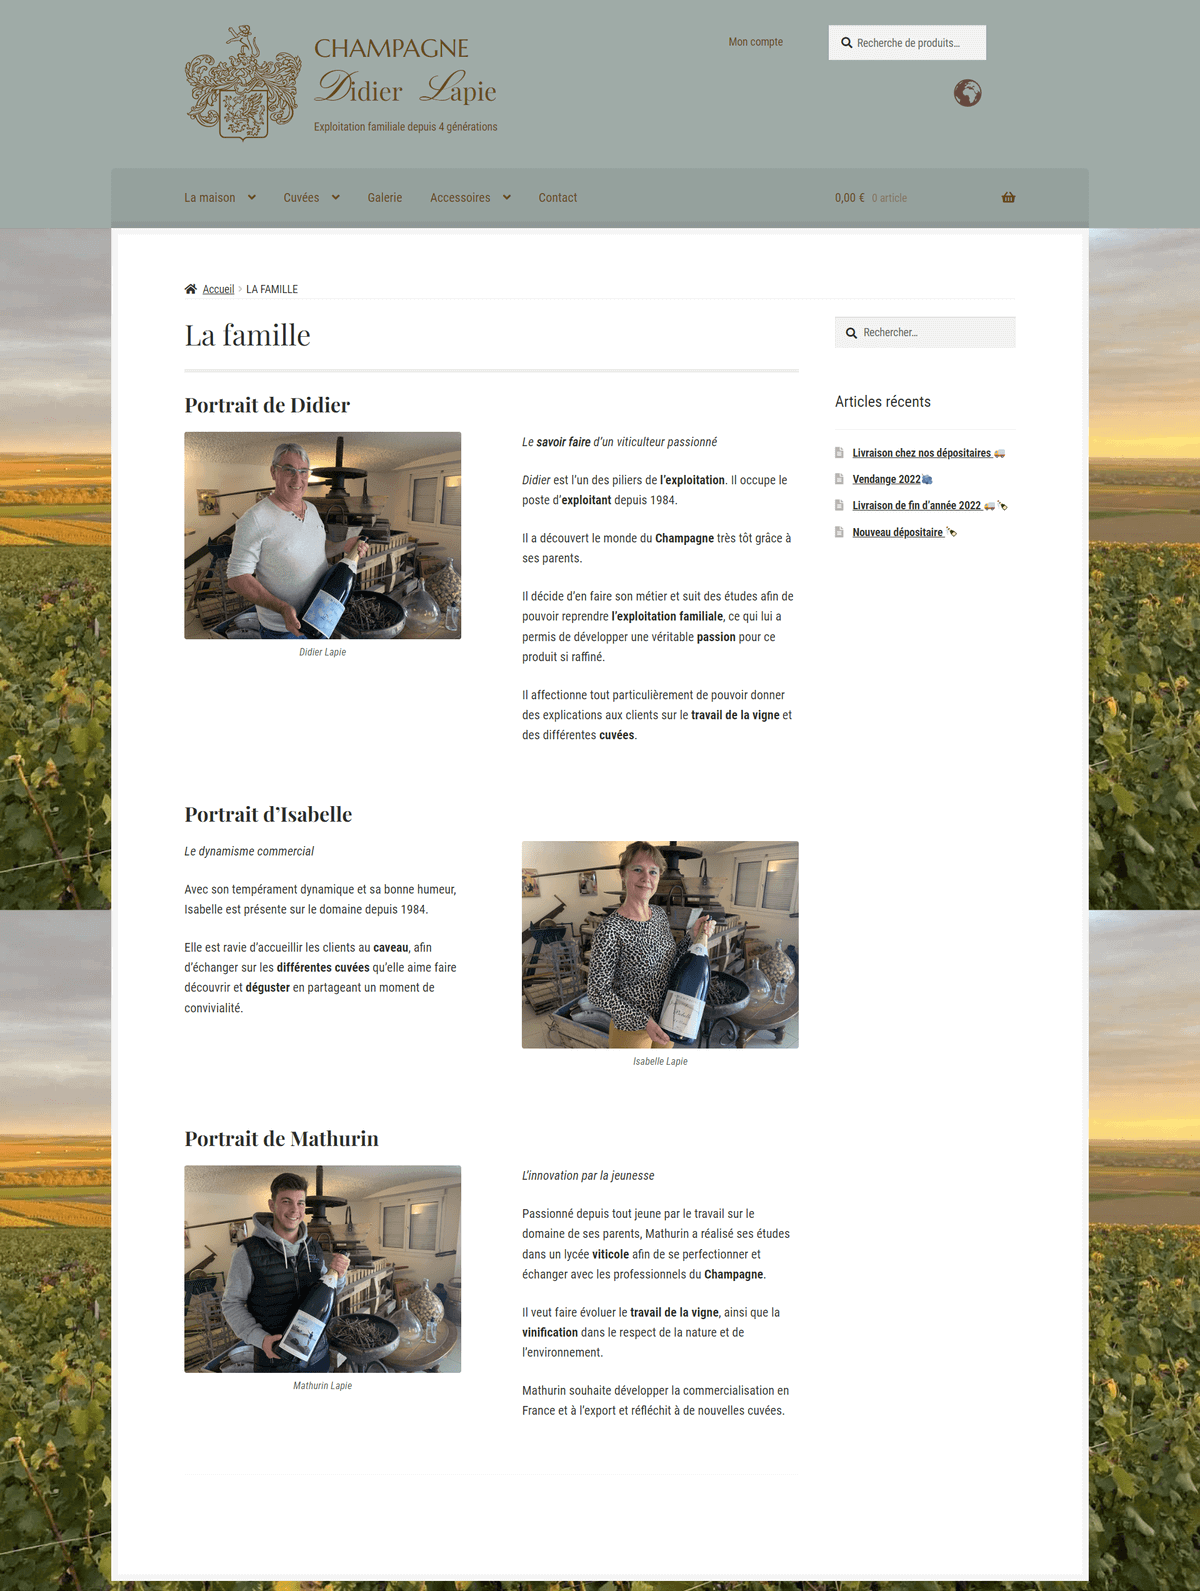 CHAMPAGNE
Didier Lapie
Exploitation familiale depuis 4 générations
Mon compte
Recherche de produits…
La maison
Cuvées
Galerie
Accessoires
Contact
0,00 € 0 article
Accueil LA FAMILLE
La famille
Portrait de Didier
Didier Lapie
Le savoir faire d’un viticulteur passionné
Didier est l’un des piliers de l’exploitation. Il occupe le
poste d’exploitant depuis 1984.
Il a découvert le monde du Champagne très tôt grâce à
ses parents.
Il décide d’en faire son métier et suit des études afin de
pouvoir reprendre l’exploitation familiale, ce qui lui a
permis de développer une véritable passion pour ce
produit si raffiné.
Il affectionne tout particulièrement de pouvoir donner
des explications aux clients sur le travail de la vigne et
des différentes cuvées.
Portrait d’Isabelle
Le dynamisme commercial
Avec son tempérament dynamique et sa bonne humeur,
Isabelle est présente sur le domaine depuis 1984.
Elle est ravie d’accueillir les clients au caveau, afin
d’échanger sur les différentes cuvées qu’elle aime faire
découvrir et déguster en partageant un moment de
convivialité.
Isabelle Lapie
Portrait de Mathurin
Mathurin Lapie
L’innovation par la jeunesse
Passionné depuis tout jeune par le travail sur le
domaine de ses parents, Mathurin a réalisé ses études
dans un lycée viticole afin de se perfectionner et
échanger avec les professionnels du Champagne.
Il veut faire évoluer le travail de la vigne, ainsi que la
vinification dans le respect de la nature et de
l’environnement.
Mathurin souhaite développer la commercialisation en
France et à l’export et réfléchit à de nouvelles cuvées.
Rechercher…
Articles récents
Livraison chez nos dépositaires 🚚
Vendange 2022🍇
Livraison de fin d’année 2022 🚚 🍾
Nouveau dépositaire 🍾